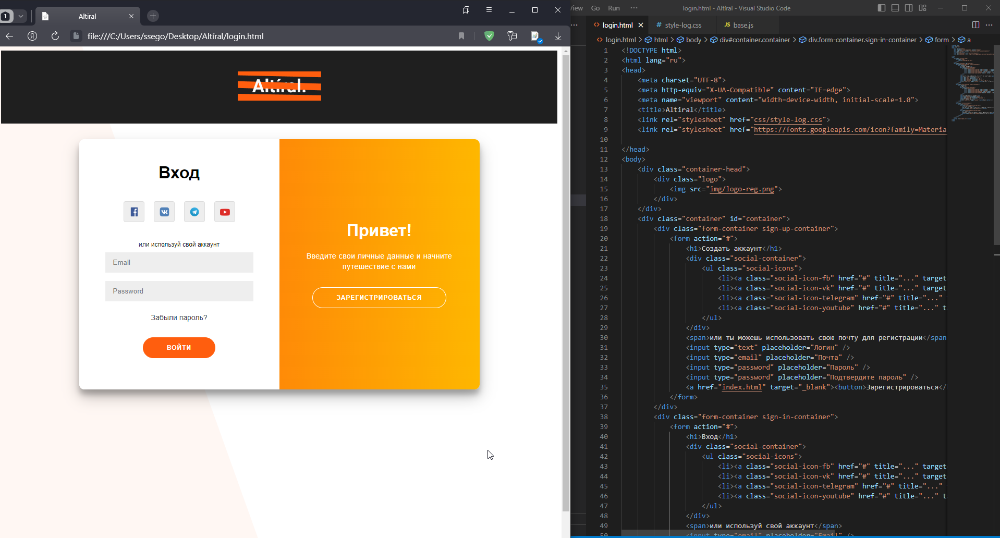 1
Altiral
file:///C:/Users/ssego/Desktop/Altíral/login.html
Altíral.
Вход
или используй свой аккаунт
Email
Password
Забыли пароль?
ВОЙТИ
Привет!
Введите свои личные данные и начните
путешествие с нами
ЗАРЕГИСТРИРОВАТЬСЯ
View Go Run ··· login.html - Altíral - Visual Studio Code
login.html # style-log.css JS base.js
login.html > html > body > div#container.container > div.form-container.sign-in-container > form > a
1 <!DOCTYPE html>
2 <html lang="ru">
3 <head>
4 <meta charset="UTF-8">
5 <meta http-equiv="X-UA-Compatible" content="IE=edge">
6 <meta name="viewport" content="width=device-width, initial-scale=1.0">
7 <title>Altiral</title>
8 <link rel="stylesheet" href="css/style-log.css">
9 <link rel="stylesheet" href="https://fonts.googleapis.com/icon?family=Materia
10
11 </head>
12 <body>
13 <div class="container-head">
14 <div class="logo">
15 <img src="img/logo-reg.png">
16 </div>
17 </div>
18 <div class="container" id="container">
19 <div class="form-container sign-up-container">
20 <form action="#">
21 <h1>Создать аккаунт</h1>
22 <div class="social-container">
23 <ul class="social-icons">
24 <li><a class="social-icon-fb" href="#" title="..." target
25 <li><a class="social-icon-vk" href="#" title="..." target
26 <li><a class="social-icon-telegram" href="#" title="..."
27 <li><a class="social-icon-youtube" href="#" title="..." ta
28 </ul>
29 </div>
30 <span>или ты можешь использовать свою почту для регистрации</span
31 <input type="text" placeholder="Логин" />
32 <input type="email" placeholder="Почта" />
33 <input type="password" placeholder="Пароль" />
34 <input type="password" placeholder="Подтвердите пароль" />
35 <a href="index.html" target="_blank"><button>Зарегистрироваться</
36 </form>
37 </div>
38 <div class="form-container sign-in-container">
39 <form action="#">
40 <h1>Вход</h1>
41 <div class="social-container">
42 <ul class="social-icons">
43 <li><a class="social-icon-fb" href="#" title="..." target
44 <li><a class="social-icon-vk" href="#" title="..." target
45 <li><a class="social-icon-telegram" href="#" title="..."
46 <li><a class="social-icon-youtube" href="#" title="..." ta
47 </ul>
48 </div>
49 <span>или используй свой аккаунт</span>
50 <input type="email" placeholder="Email" />